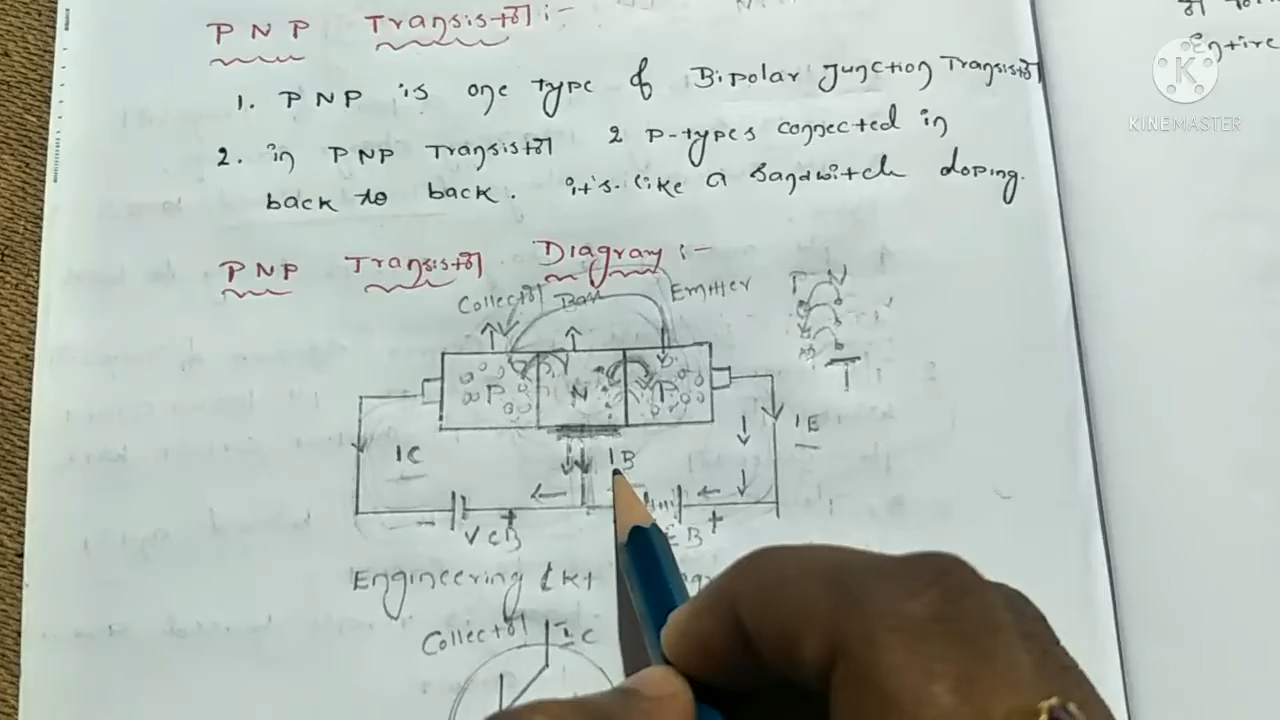 PNP Transistor :-
1. PNP is one type of Bipolar Junction Transistor
2. in PNP Transistor 2 P-types connected in
back to back. it's like a sandwitch doping.
PNP Transistor Diagram :-
Collector Base Emitter
P N
P N P
IC IB IE
VCB + EB +
Engineering
Collector IC
Entire
K
KINEMASTER